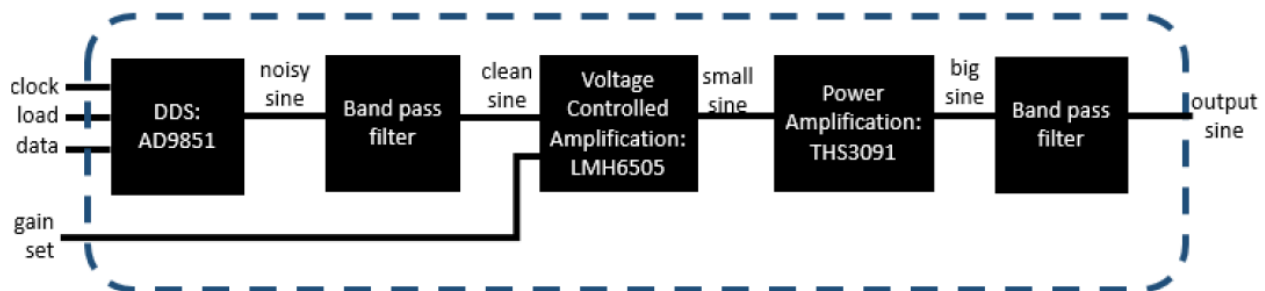 clock
load
data
gain
set
DDS:
AD9851
noisy
sine
Band pass
filter
clean
sine
Voltage
Controlled
Amplification:
LMH6505
small
sine
Power
Amplification:
THS3091
big
sine
Band pass
filter
output
sine